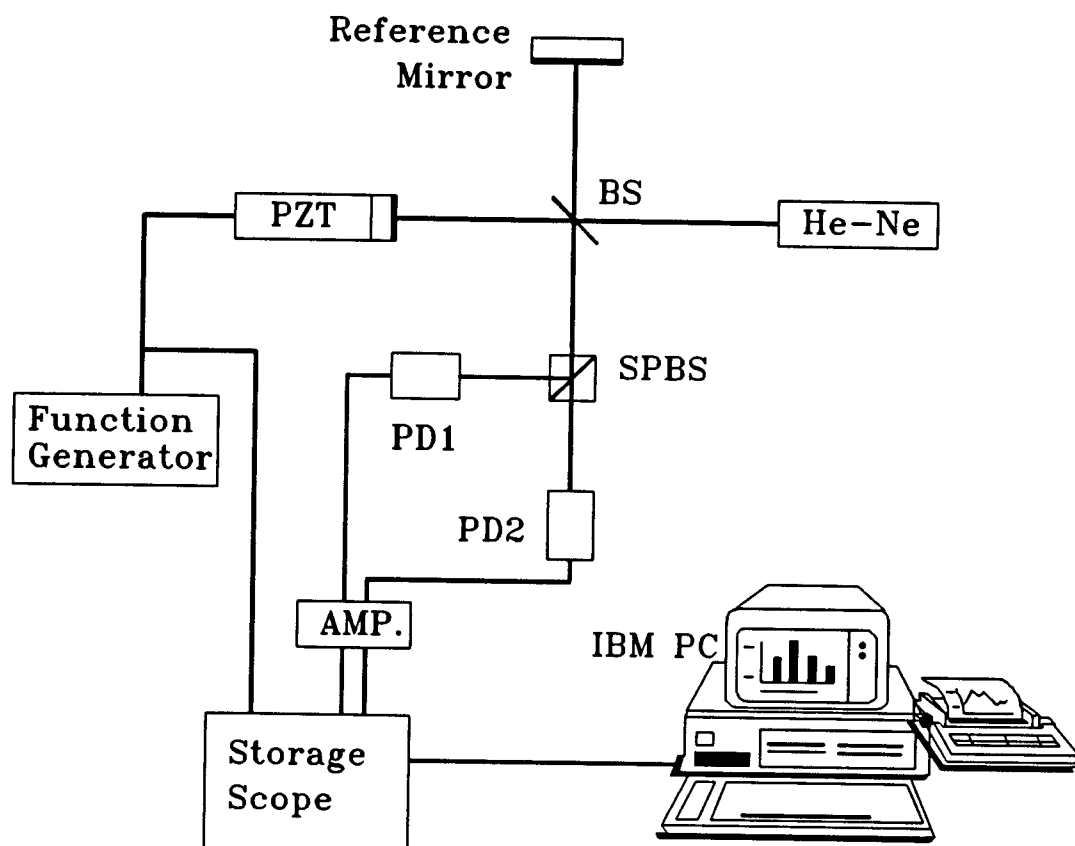 Reference
Mirror
BS
PZT
He-Ne
SPBS
PD1
Function
Generator
PD2
AMP.
IBM PC
Storage
Scope